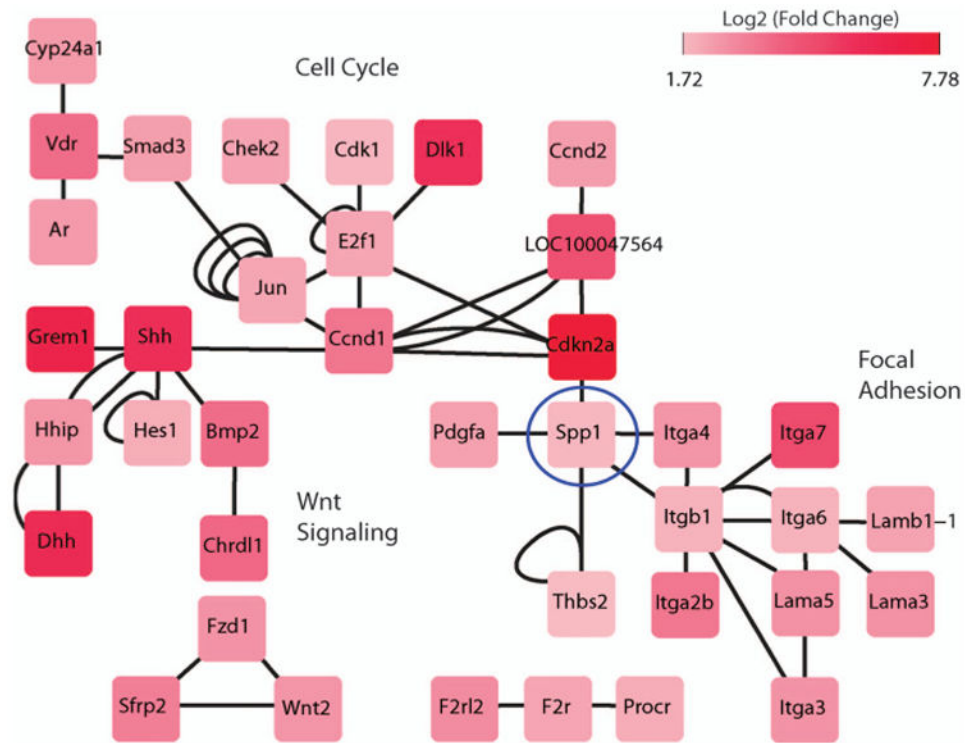 Log2 (Fold Change)
1.72
7.78
Cyp24a1
Cell Cycle
Vdr
Smad3
Chek2
Cdk1
Dlk1
Ccnd2
Ar
E2f1
LOC100047564
Jun
Grem1
Shh
Ccnd1
Cdkn2a
Focal
Adhesion
Hhip
Hes1
Bmp2
Pdgfa
Spp1
Itga4
Itga7
Wnt
Signaling
Itgb1
Itga6
Lamb1-1
Dhh
Chrdl1
Thbs2
Itga2b
Lama5
Lama3
Fzd1
Sfrp2
Wnt2
F2rl2
F2r
Procr
Itga3